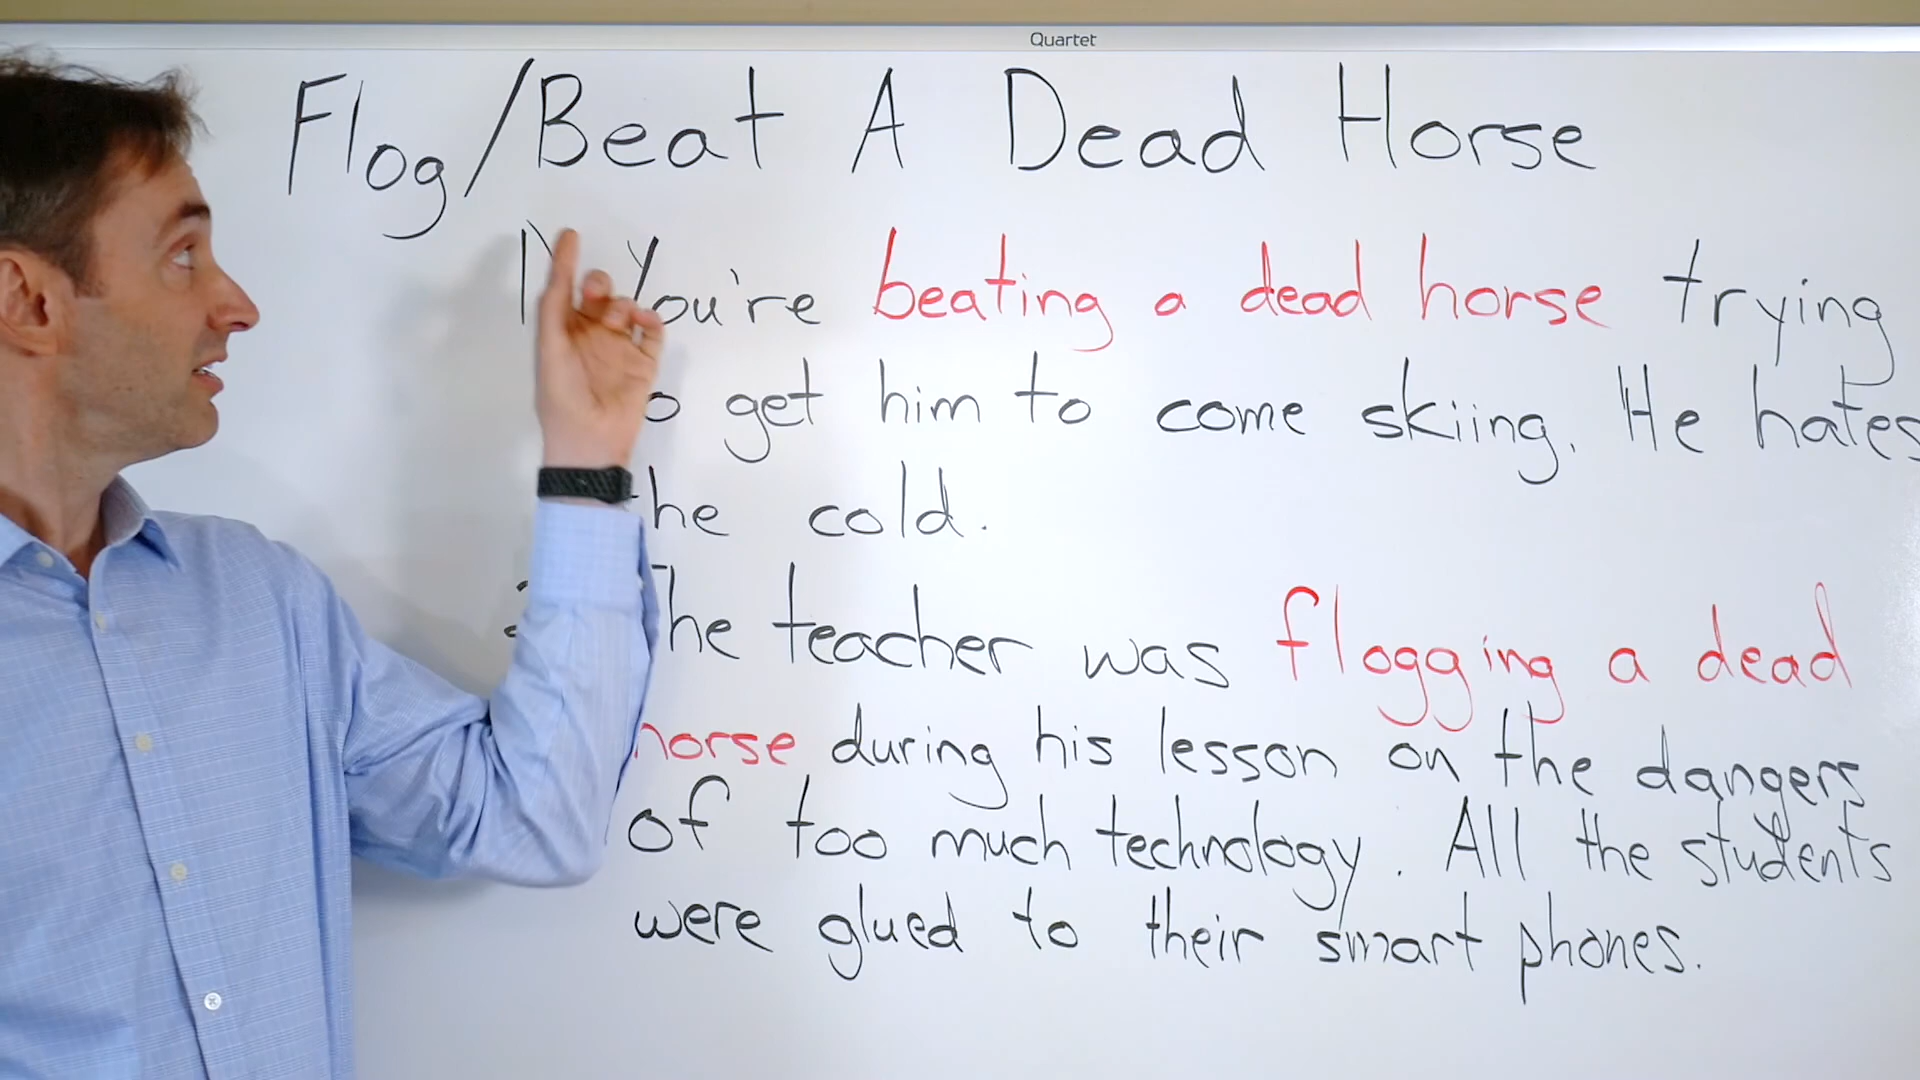 Quartet
Flog/Beat A Dead Horse
1) You're beating a dead horse trying
get him to come skiing. He hates
the cold.
The teacher was flogging a dead
horse during his lesson on the dangers
of too much technology. All the students
were glued to their smart phones.